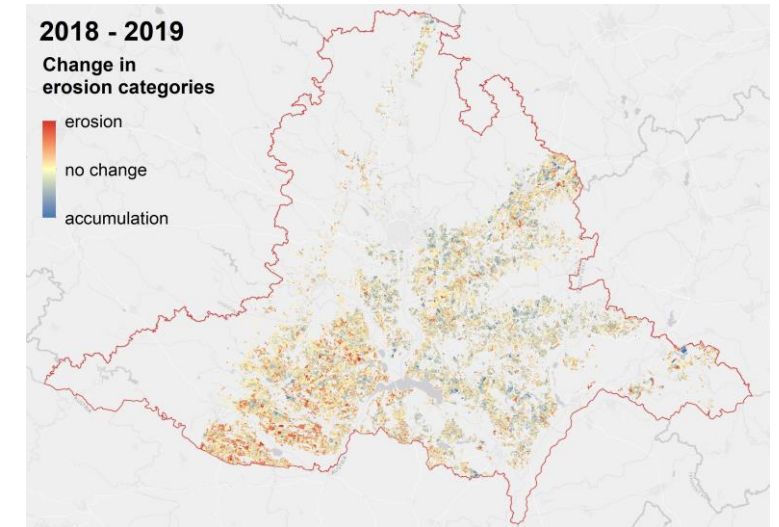 2018 - 2019
Change in
erosion categories
erosion
no change
accumulation